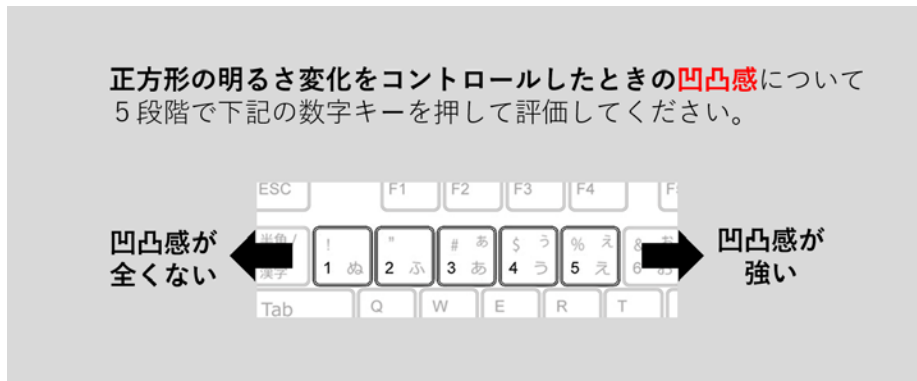 正方形の明るさ変化をコントロールしたときの凹凸感について
５段階で下記の数字キーを押して評価してください。
ESC F1 F2 F3 F4
凹凸感が
全くない
半角/
漢字
! 1 ぬ
" 2 ふ
# あ 3 あ
$ う 4 う
% え 5 え
& お 6 お
凹凸感が
強い
Tab Q W E R T